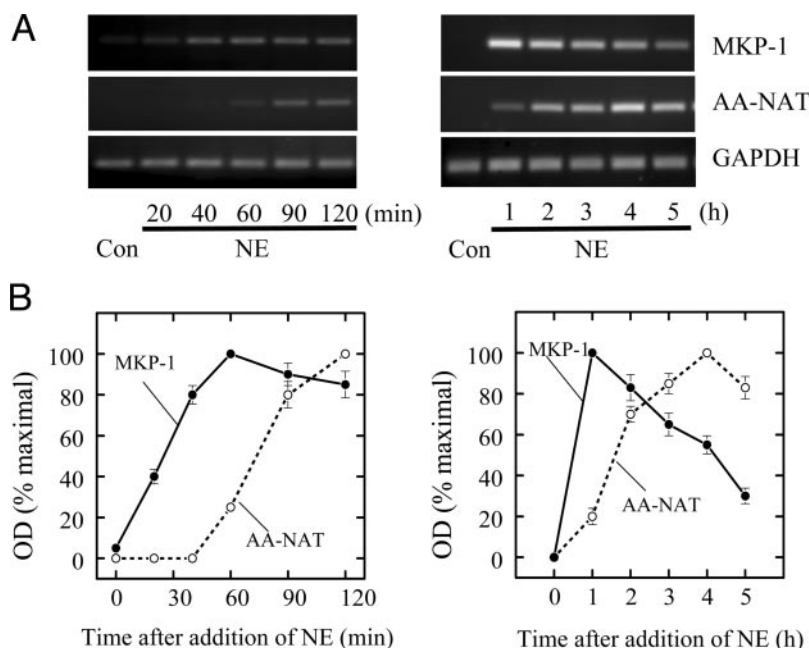 A
MKP-1
AA-NAT
GAPDH
20 40 60 90 120 (min)
Con NE
1 2 3 4 5 (h)
Con NE
B
OD (% maximal)
100
80
60
40
20
0
MKP-1
AA-NAT
0 30 60 90 120
Time after addition of NE (min)
OD (% maximal)
100
80
60
40
20
0
MKP-1
AA-NAT
0 1 2 3 4 5
Time after addition of NE (h)